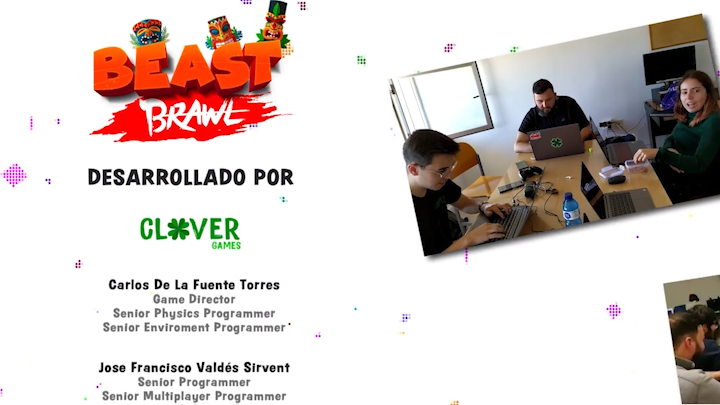 BEAST
BRAWL
DESARROLLADO POR
CLOVER
GAMES
Carlos De La Fuente Torres
Game Director
Senior Physics Programmer
Senior Enviroment Programmer
Jose Francisco Valdés Sirvent
Senior Programmer
Senior Multiplayer Programmer